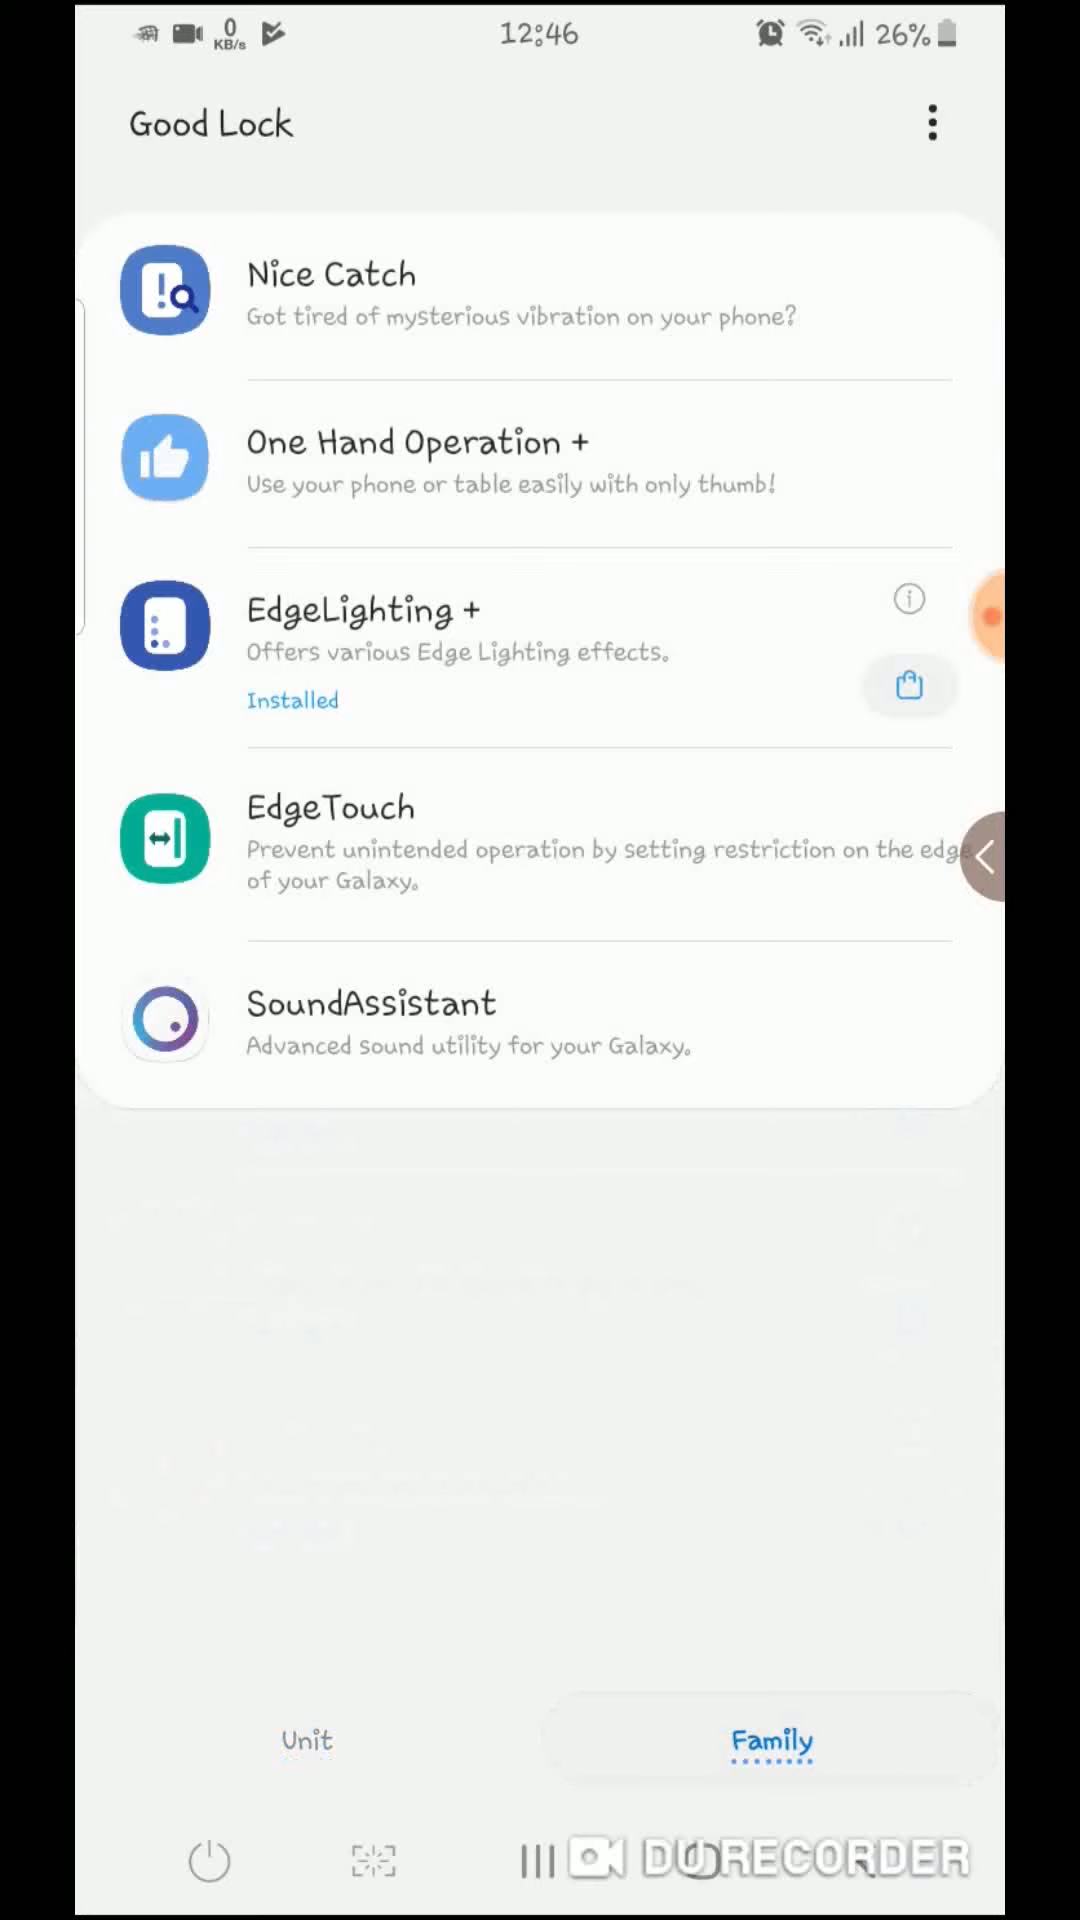 0
KB/s
12:46
26%
Good Lock
Nice Catch
Got tired of mysterious vibration on your phone?
One Hand Operation +
Use your phone or table easily with only thumb!
EdgeLighting +
Offers various Edge Lighting effects.
Installed
EdgeTouch
Prevent unintended operation by setting restriction on the edge
of your Galaxy.
SoundAssistant
Advanced sound utility for your Galaxy.
Unit
Family
DU RECORDER